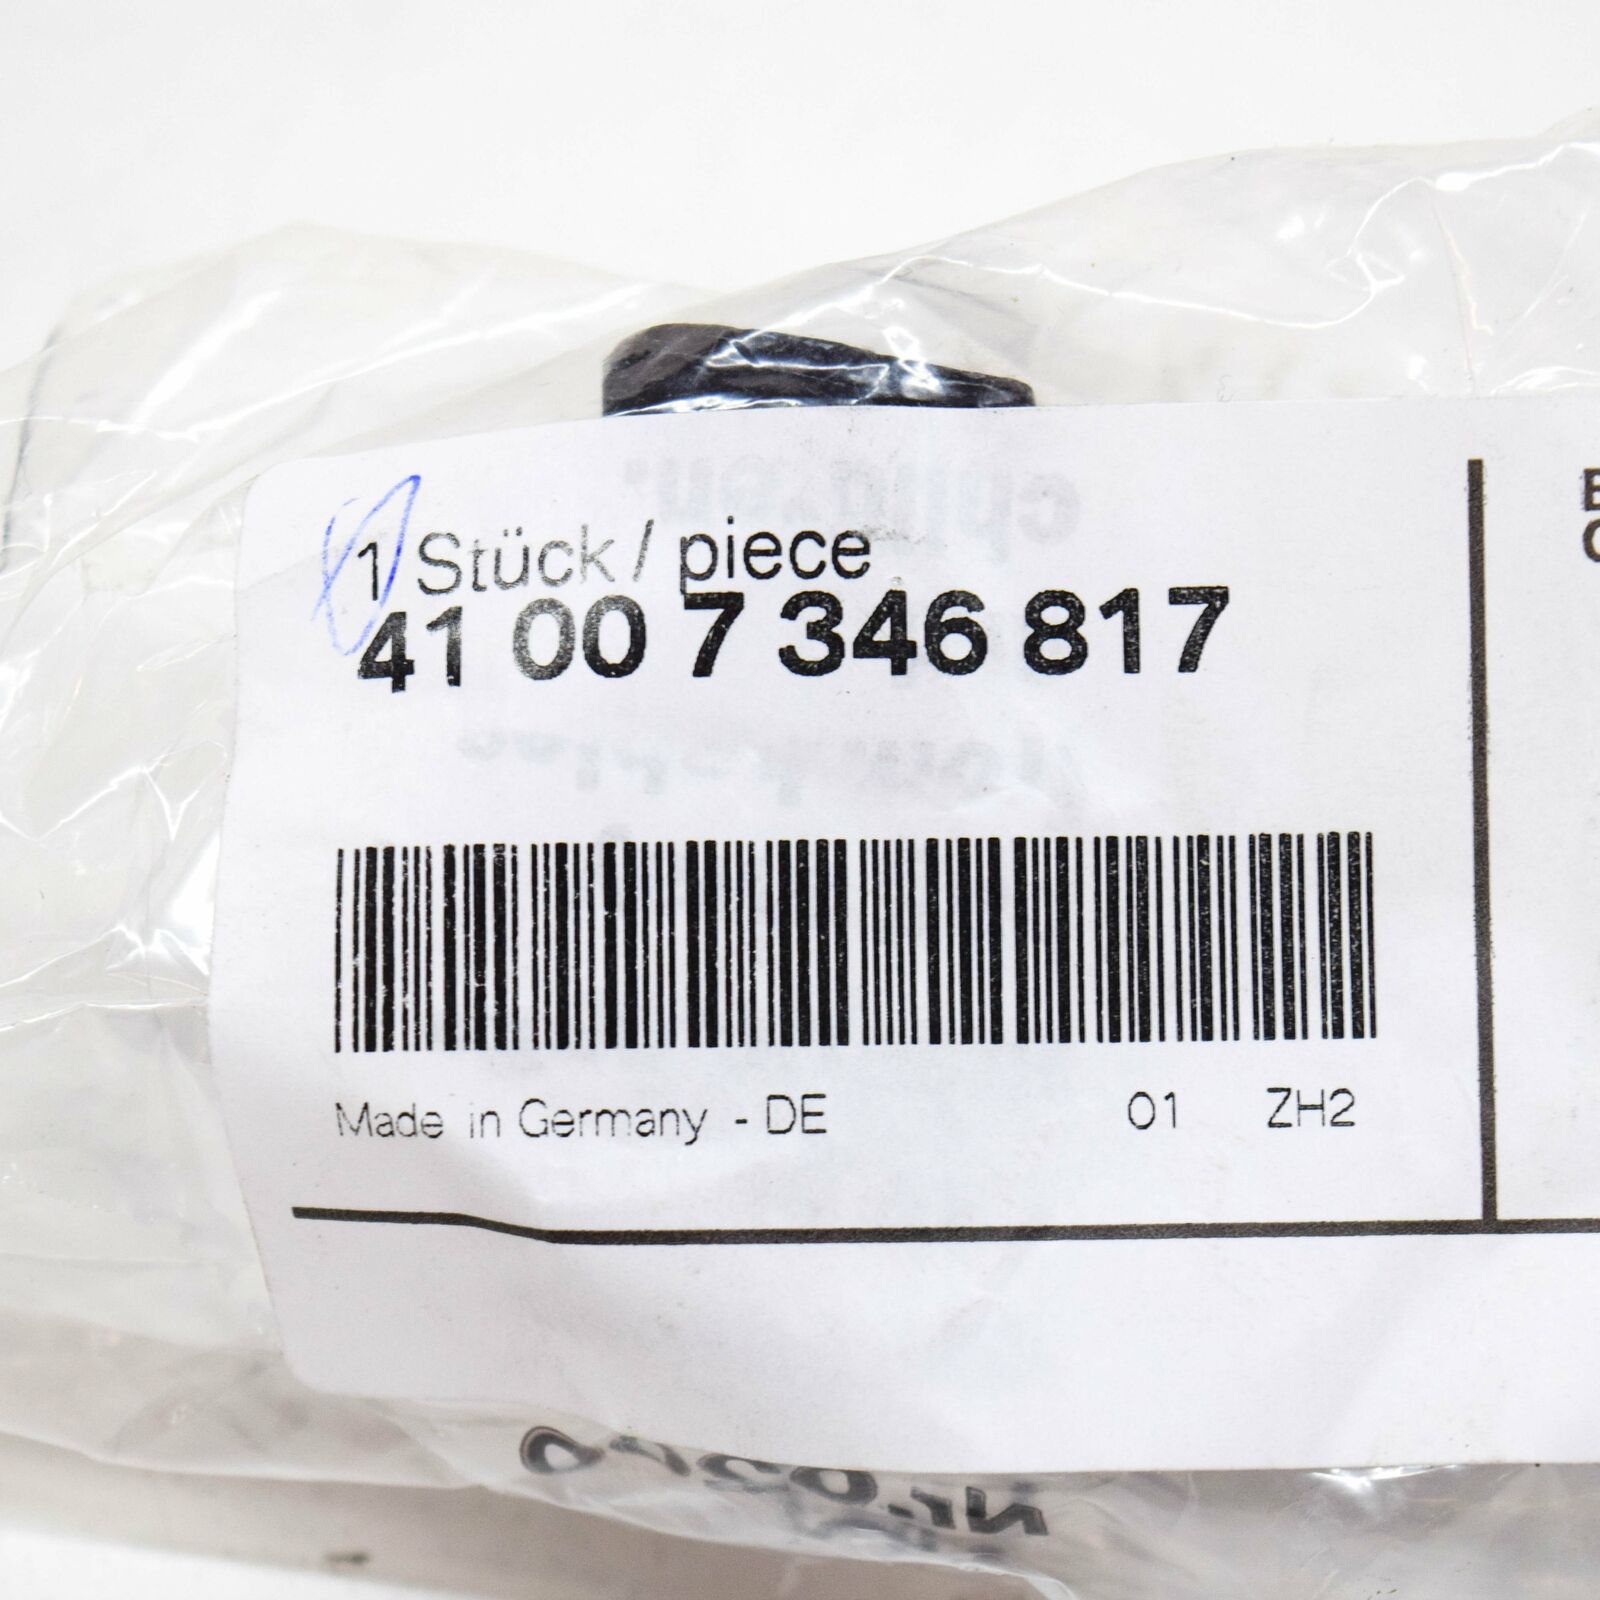 1 Stück / piece
41 00 7 346 817
Made in Germany - DE 01 ZH2